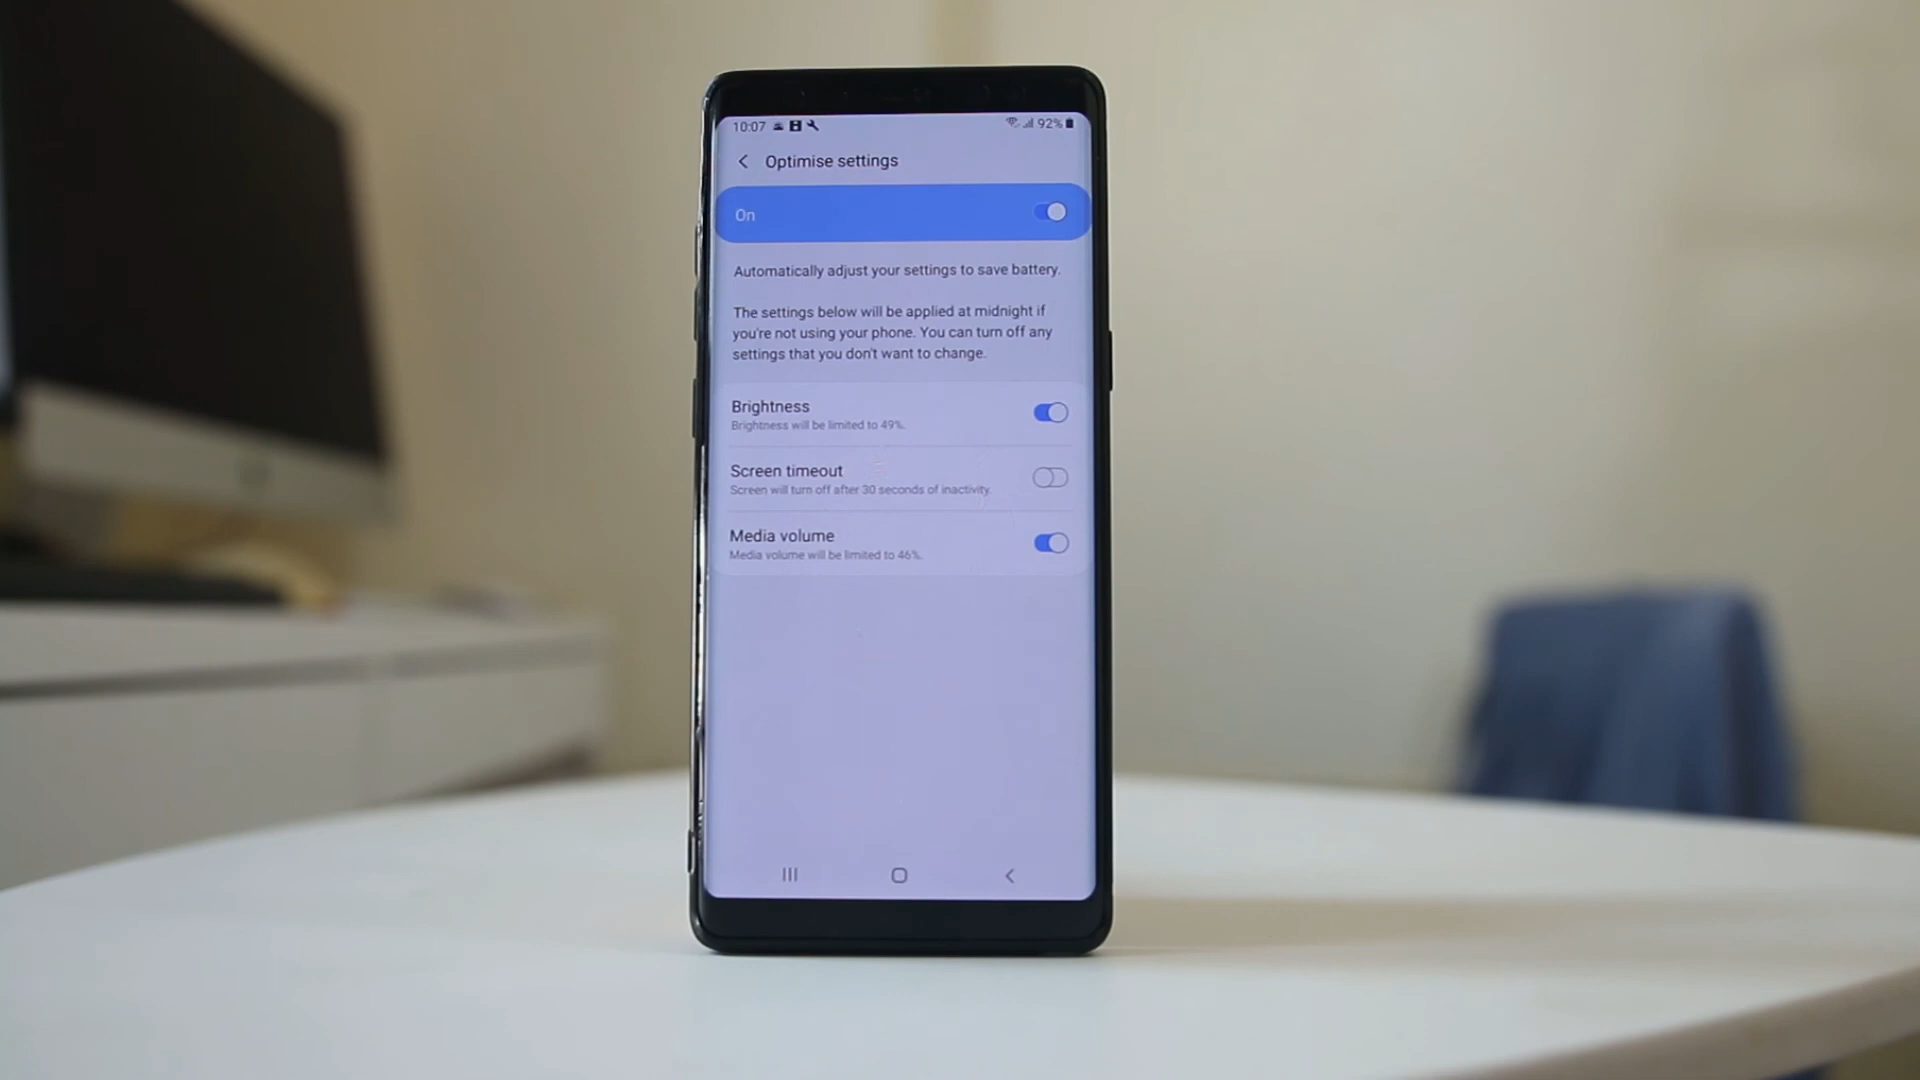 10:07 92%
Optimise settings
On
Automatically adjust your settings to save battery.
The settings below will be applied at midnight if
you're not using your phone. You can turn off any
settings that you don't want to change.
Brightness
Brightness will be limited to 49%.
Screen timeout
Screen will turn off after 30 seconds of inactivity.
Media volume
Media volume will be limited to 46%.